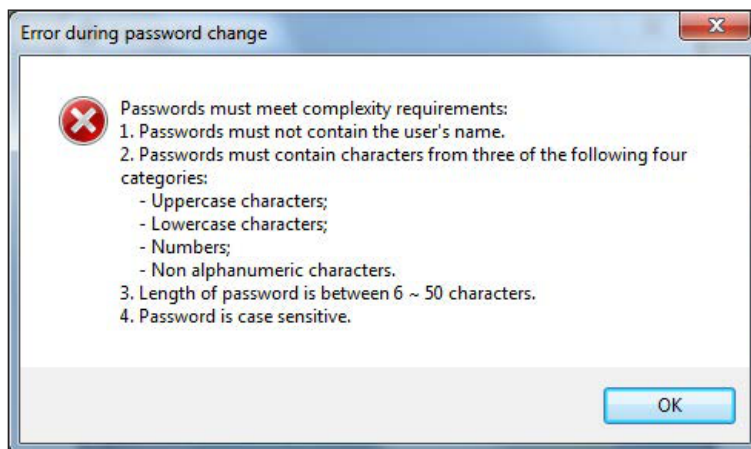 Error during password change
Passwords must meet complexity requirements:
1. Passwords must not contain the user's name.
2. Passwords must contain characters from three of the following four
categories:
- Uppercase characters;
- Lowercase characters;
- Numbers;
- Non alphanumeric characters.
3. Length of password is between 6 ~ 50 characters.
4. Password is case sensitive.
OK